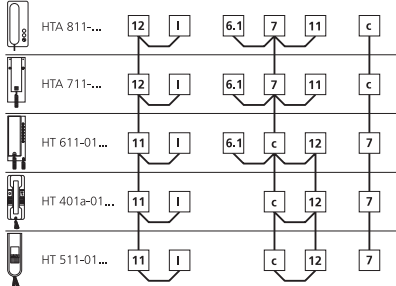 HTA 811-... 12 I 6.1 7 11 c
HTA 711-... 12 I 6.1 7 11 c
HT 611-01... 11 I 6.1 c 12 7
HT 401a-01... 11 I c 12 7
HT 511-01... 11 I c 12 7